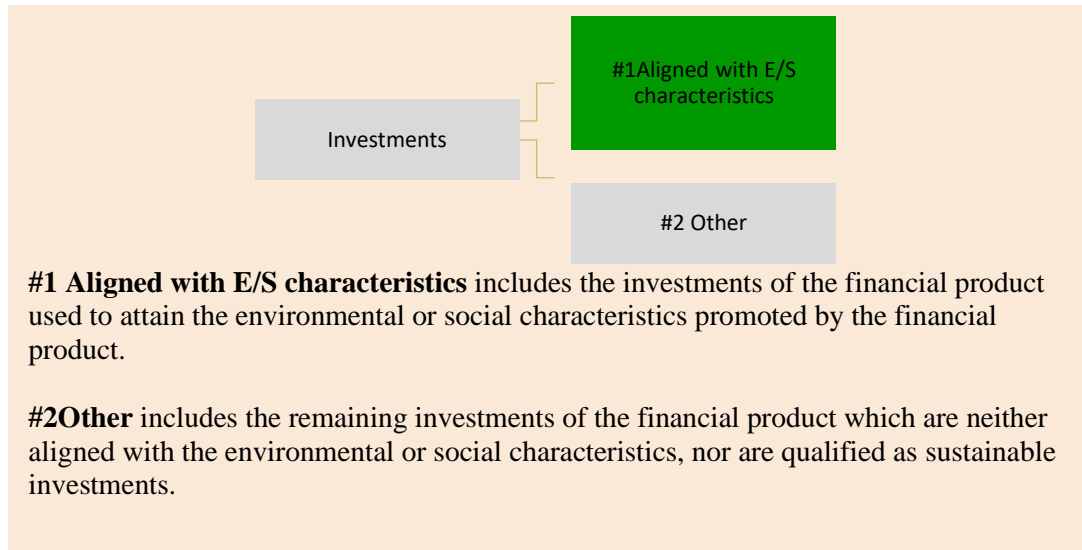 #1Aligned with E/S
characteristics
Investments
#2 Other
#1 Aligned with E/S characteristics includes the investments of the financial product
used to attain the environmental or social characteristics promoted by the financial
product.
#2Other includes the remaining investments of the financial product which are neither
aligned with the environmental or social characteristics, nor are qualified as sustainable
investments.